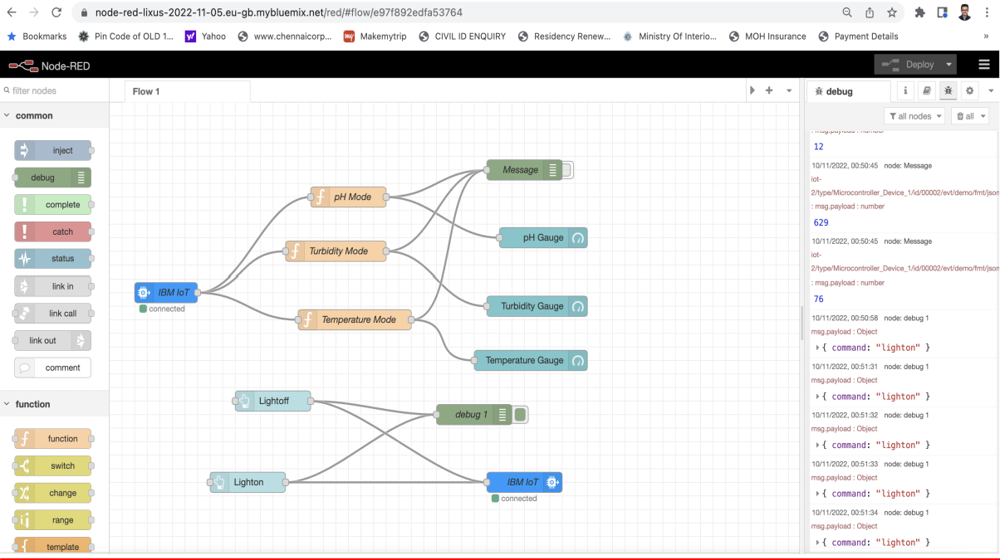 node-red-lixus-2022-11-05.eu-gb.mybluemix.net/red/#flow/e97f892edfa53764
Bookmarks Pin Code of OLD 1... Yahoo www.chennaicorp... Makemytrip CIVIL ID ENQUIRY Residency Renew... Ministry Of Interio... MOH Insurance Payment Details »
Node-RED
Deploy
filter nodes
common
inject
debug
complete
catch
status
link in
link call
link out
comment
function
function
switch
change
range
template
Flow 1
Message
pH Mode
pH Gauge
Turbidity Mode
IBM IoT
connected
Turbidity Gauge
Temperature Mode
Temperature Gauge
Lightoff
debug 1
Lighton
IBM IoT
connected
debug
all nodes
all
: msg.payload : number
12
10/11/2022, 00:50:45 node: Message
iot-
2/type/Microcontroller_Device_1/id/00002/evt/demo/fmt/json
: msg.payload : number
629
10/11/2022, 00:50:45 node: Message
iot-
2/type/Microcontroller_Device_1/id/00002/evt/demo/fmt/json
: msg.payload : number
76
10/11/2022, 00:50:58 node: debug 1
msg.payload : Object
{ command: "lighton" }
10/11/2022, 00:51:31 node: debug 1
msg.payload : Object
{ command: "lighton" }
10/11/2022, 00:51:32 node: debug 1
msg.payload : Object
{ command: "lighton" }
10/11/2022, 00:51:33 node: debug 1
msg.payload : Object
{ command: "lighton" }
10/11/2022, 00:51:34 node: debug 1
msg.payload : Object
{ command: "lighton" }